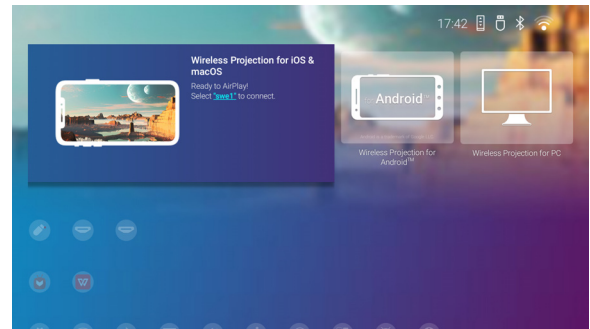 17:42
Wireless Projection for iOS &
macOS
Ready to AirPlay!
Select "swe1" to connect.
Android™
Wireless Projection for
Android™
Wireless Projection for PC